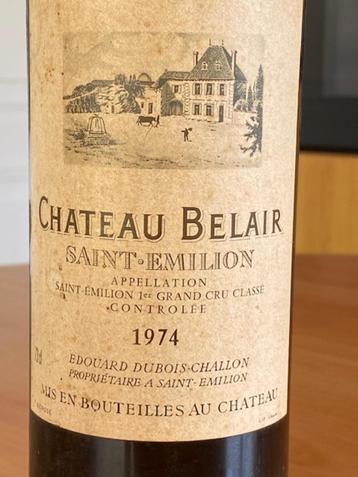 CHATEAU BELAIR
SAINT-EMILION
APPELLATION
SAINT-ÉMILION 1er GRAND CRU CLASSÉ
CONTROLÉE
1974
EDOUARD DUBOIS-CHALLON
PROPRIÉTAIRE A SAINT-EMILION
MIS EN BOUTEILLES AU CHATEAU